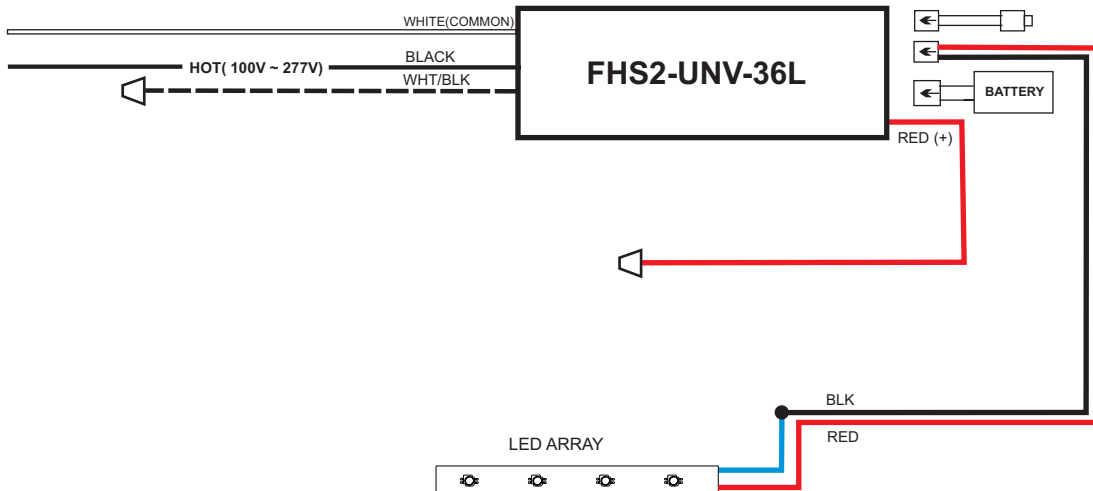 WHITE(COMMON)
BLACK
HOT( 100V ~ 277V)
WHT/BLK
FHS2-UNV-36L
BATTERY
RED (+)
BLK
RED
LED ARRAY